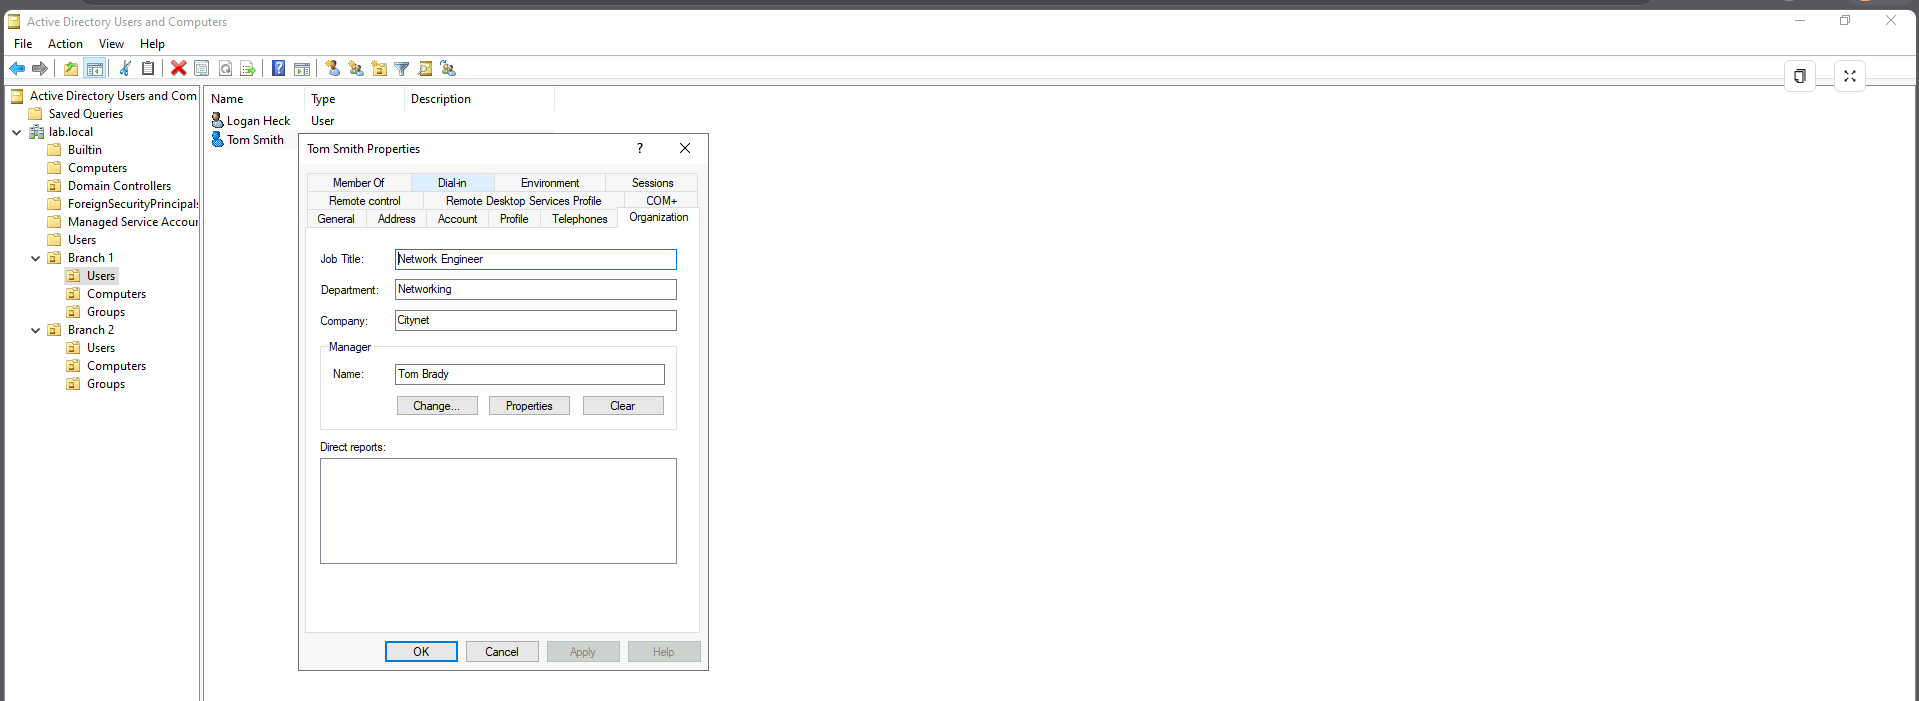 Active Directory Users and Computers
File Action View Help
Active Directory Users and Com
Saved Queries
lab.local
Builtin
Computers
Domain Controllers
ForeignSecurityPrincipals
Managed Service Accour
Users
Branch 1
Users
Computers
Groups
Branch 2
Users
Computers
Groups
Name Type Description
Logan Heck User
Tom Smith
Tom Smith Properties ?
Member Of Dial-in Environment Sessions
Remote control Remote Desktop Services Profile COM+
General Address Account Profile Telephones Organization
Job Title: Network Engineer
Department: Networking
Company: Citynet
Manager
Name: Tom Brady
Change... Properties Clear
Direct reports:
OK Cancel Apply Help